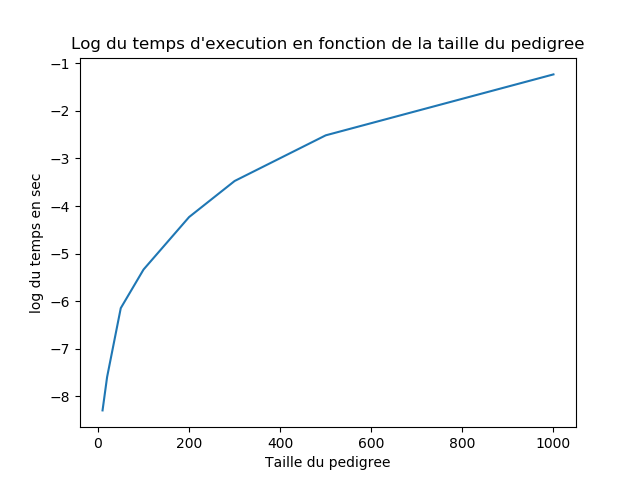 Log du temps d'execution en fonction de la taille du pedigree
−1
−2
−3
−4
−5
−6
−7
−8
log du temps en sec
0 200 400 600 800 1000
Taille du pedigree